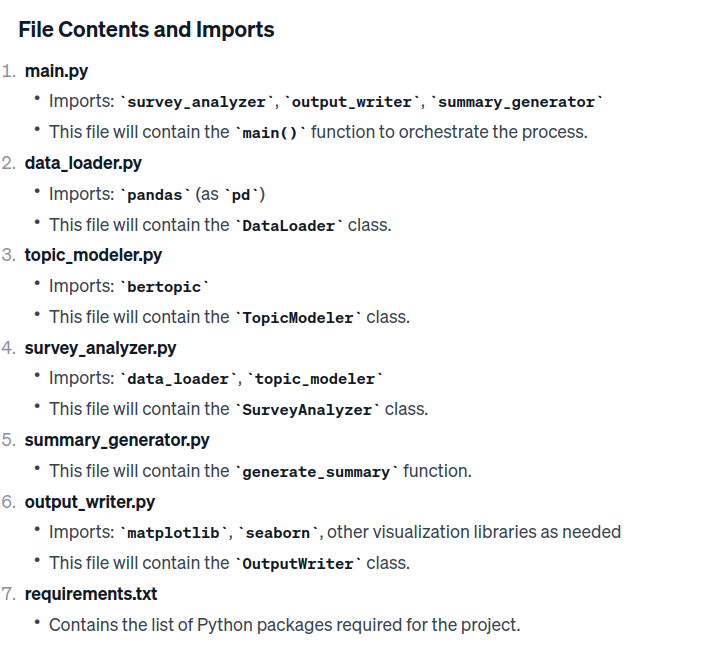 File Contents and Imports
1. main.py
• Imports: `survey_analyzer`, `output_writer`, `summary_generator`
• This file will contain the `main()` function to orchestrate the process.
2. data_loader.py
• Imports: `pandas` (as `pd`)
• This file will contain the `DataLoader` class.
3. topic_modeler.py
• Imports: `bertopic`
• This file will contain the `TopicModeler` class.
4. survey_analyzer.py
• Imports: `data_loader`, `topic_modeler`
• This file will contain the `SurveyAnalyzer` class.
5. summary_generator.py
• This file will contain the `generate_summary` function.
6. output_writer.py
• Imports: `matplotlib`, `seaborn`, other visualization libraries as needed
• This file will contain the `OutputWriter` class.
7. requirements.txt
• Contains the list of Python packages required for the project.